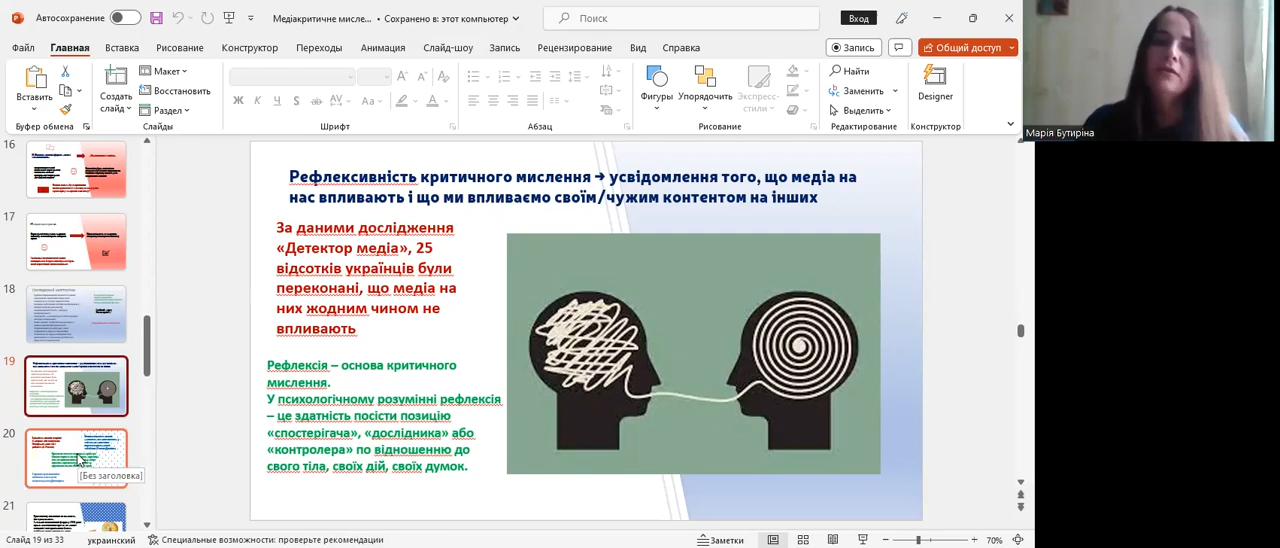 Автосохранение
Медіакритичне мисле... • Сохранено в: этот компьютер
Поиск
Вход
Файл Главная Вставка Рисование Конструктор Переходы Анимация Слайд-шоу Запись Рецензирование Вид Справка
Запись
Общий доступ
Вставить
Создать слайд
Макет
Восстановить
Раздел
Ж К Ч S ab AV Aa
Фигуры
Упорядочить
Экспресс-стили
Найти
Заменить
Выделить
Designer
Буфер обмена Слайды Шрифт Абзац Рисование Редактирование Конструктор
Марія Бутиріна
16
17
18
19
20
[Без заголовка]
21
Рефлексивність критичного мислення → усвідомлення того, що медіа на
нас впливають і що ми впливаємо своїм/чужим контентом на інших
За даними дослідження
«Детектор медіа», 25
відсотків українців були
переконані, що медіа на
них жодним чином не
впливають
Рефлексія – основа критичного
мислення.
У психологічному розумінні рефлексія
– це здатність посісти позицію
«спостерігача», «дослідника» або
«контролера» по відношенню до
свого тіла, своїх дій, своїх думок.
Слайд 19 из 33 украинский Специальные возможности: проверьте рекомендации Заметки 70%